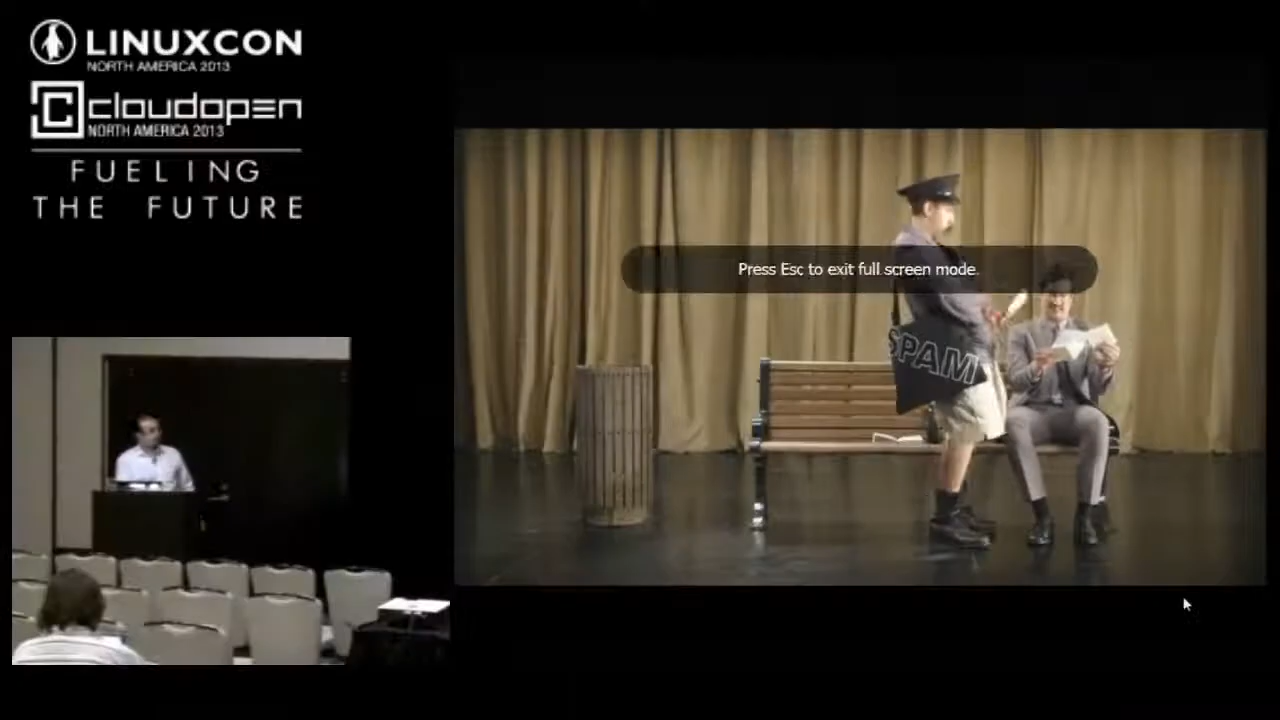 LINUXCON
NORTH AMERICA 2013
cloudopen
NORTH AMERICA 2013
FUELING
THE FUTURE
Press Esc to exit full screen mode.
SPAM